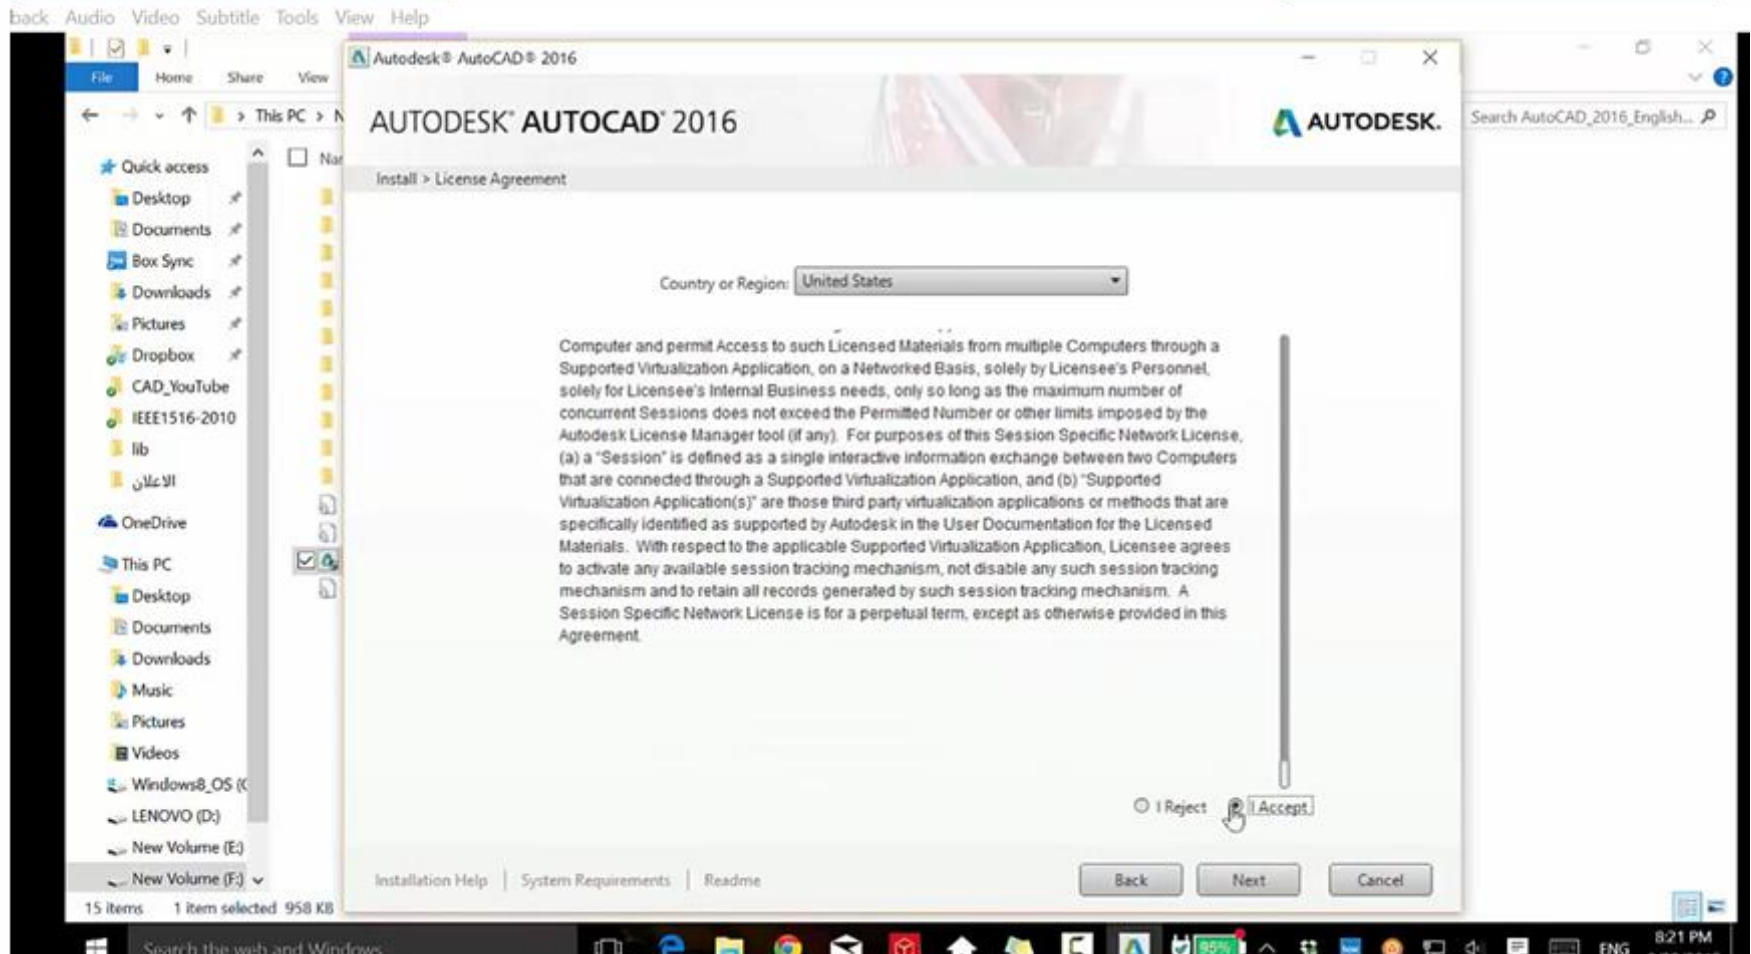 back Audio Video Subtitle Tools View Help
Autodesk® AutoCAD® 2016
File Home Share View
This PC > N
Search AutoCAD_2016_English...
AUTODESK® AUTOCAD® 2016
AUTODESK.
Install > License Agreement
Quick access
Desktop
Documents
Box Sync
Downloads
Pictures
Dropbox
CAD_YouTube
IEEE1516-2010
lib
الاعلان
OneDrive
This PC
Desktop
Documents
Downloads
Music
Pictures
Videos
Windows8_OS (C
LENOVO (D:)
New Volume (E:)
New Volume (F:)
15 items 1 item selected 958 KB
Nar
Country or Region: United States
Computer and permit Access to such Licensed Materials from multiple Computers through a
Supported Virtualization Application, on a Networked Basis, solely by Licensee's Personnel,
solely for Licensee's Internal Business needs, only so long as the maximum number of
concurrent Sessions does not exceed the Permitted Number or other limits imposed by the
Autodesk License Manager tool (if any). For purposes of this Session Specific Network License,
(a) a "Session" is defined as a single interactive information exchange between two Computers
that are connected through a Supported Virtualization Application, and (b) "Supported
Virtualization Application(s)" are those third party virtualization applications or methods that are
specifically identified as supported by Autodesk in the User Documentation for the Licensed
Materials. With respect to the applicable Supported Virtualization Application, Licensee agrees
to activate any available session tracking mechanism, not disable any such session tracking
mechanism and to retain all records generated by such session tracking mechanism. A
Session Specific Network License is for a perpetual term, except as otherwise provided in this
Agreement.
I Reject I Accept
Installation Help | System Requirements | Readme
Back Next Cancel
Search the web and Windows
95%
ENG
8:21 PM